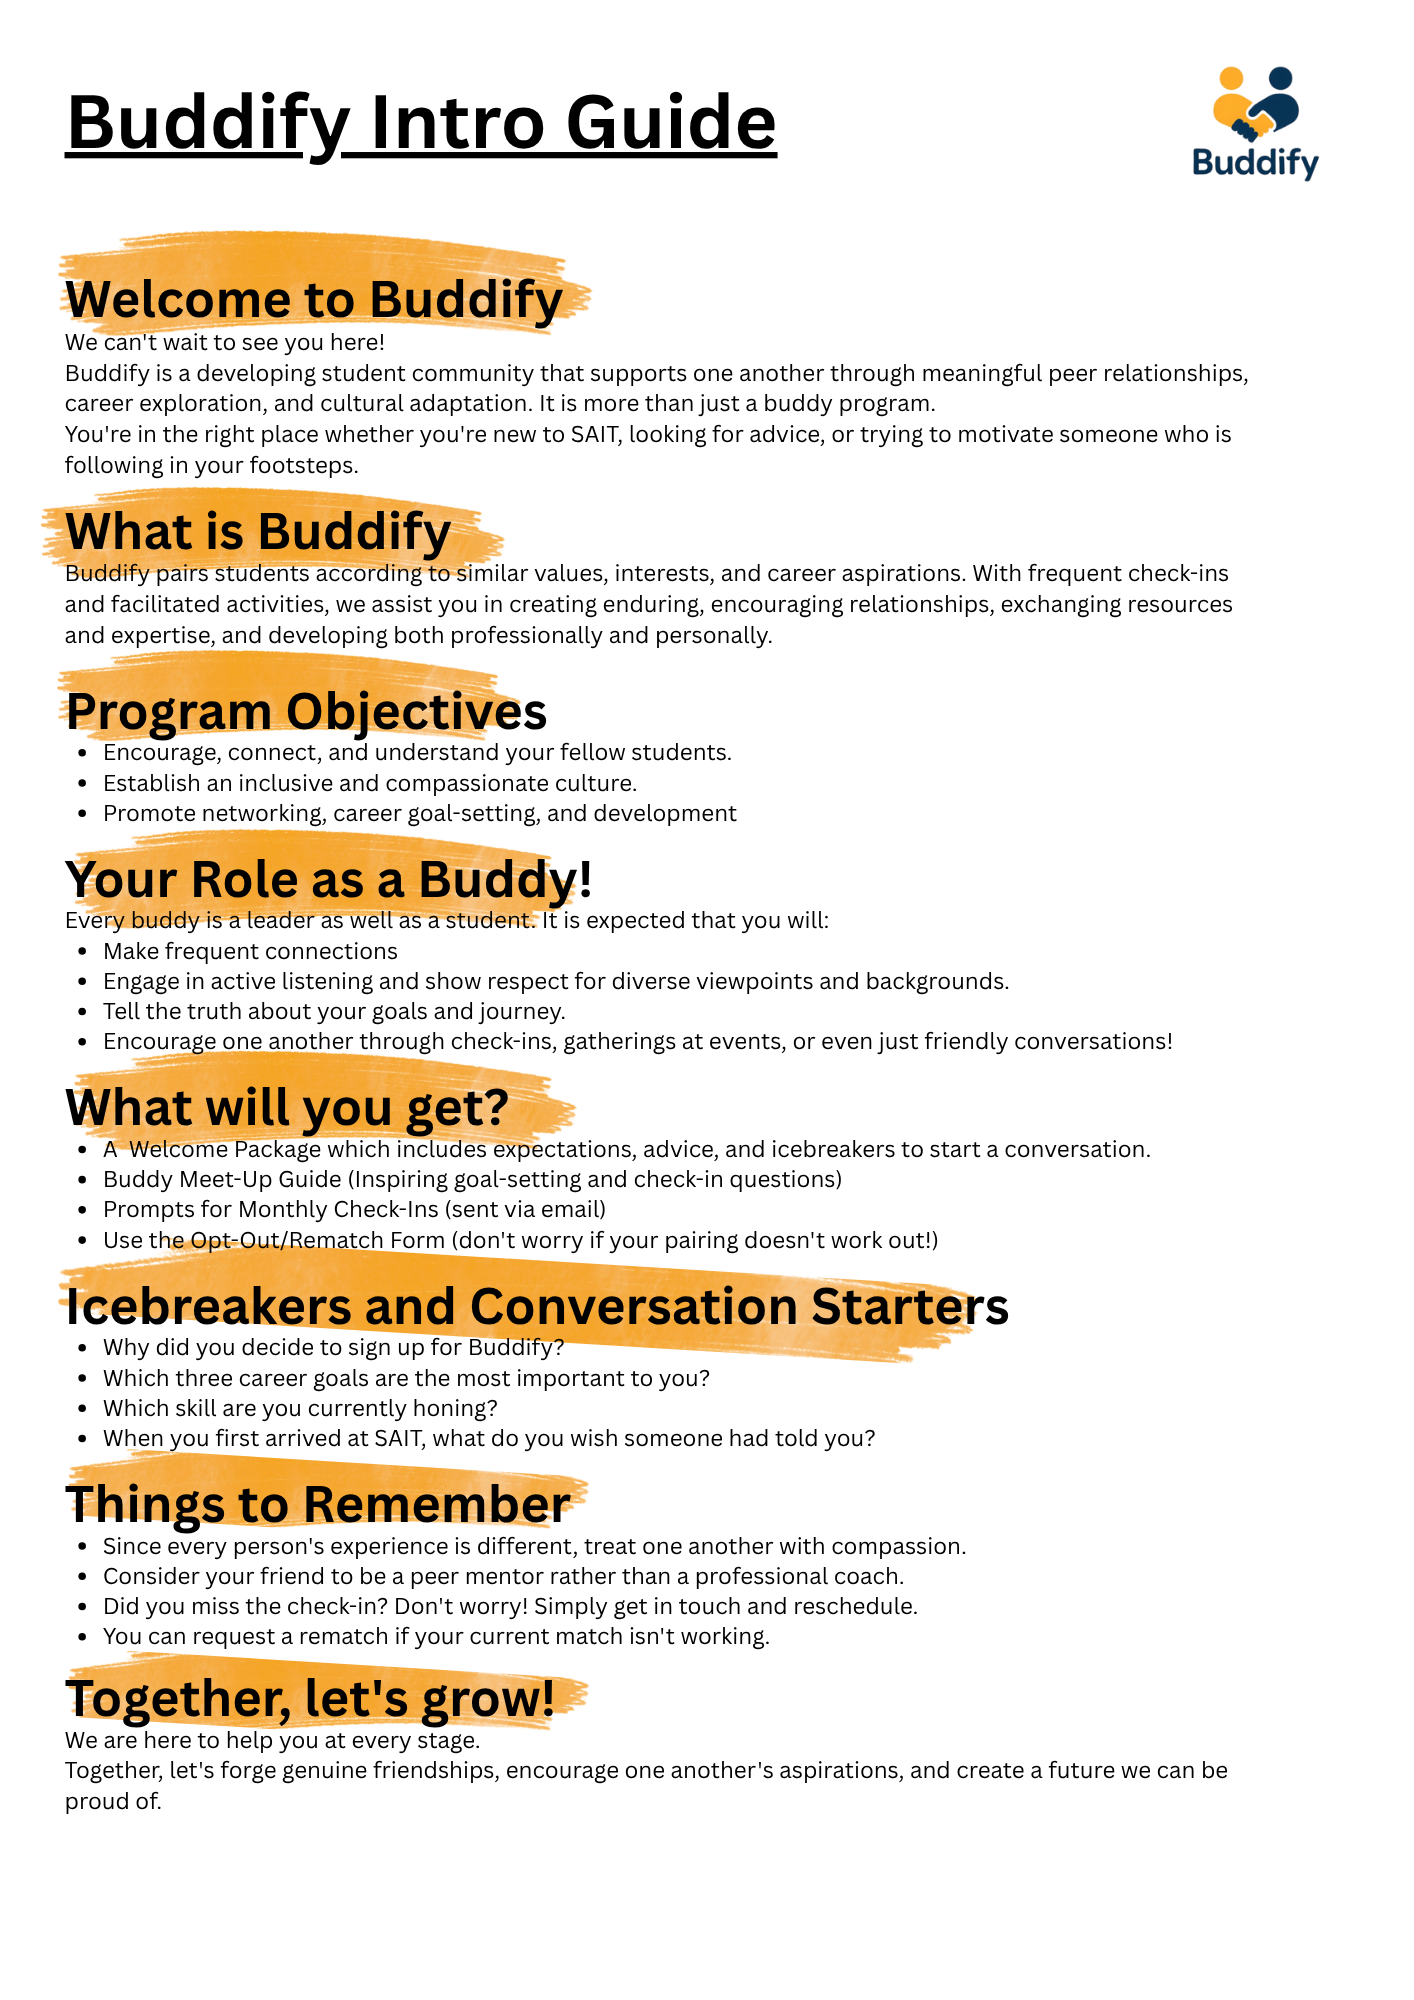 Buddify Intro Guide
Buddify
Welcome to Buddify
We can't wait to see you here!
Buddify is a developing student community that supports one another through meaningful peer relationships,
career exploration, and cultural adaptation. It is more than just a buddy program.
You're in the right place whether you're new to SAIT, looking for advice, or trying to motivate someone who is
following in your footsteps.
What is Buddify
Buddify pairs students according to similar values, interests, and career aspirations. With frequent check-ins
and facilitated activities, we assist you in creating enduring, encouraging relationships, exchanging resources
and expertise, and developing both professionally and personally.
Program Objectives
• Encourage, connect, and understand your fellow students.
• Establish an inclusive and compassionate culture.
• Promote networking, career goal-setting, and development
Your Role as a Buddy!
Every buddy is a leader as well as a student. It is expected that you will:
• Make frequent connections
• Engage in active listening and show respect for diverse viewpoints and backgrounds.
• Tell the truth about your goals and journey.
• Encourage one another through check-ins, gatherings at events, or even just friendly conversations!
What will you get?
• A Welcome Package which includes expectations, advice, and icebreakers to start a conversation.
• Buddy Meet-Up Guide (Inspiring goal-setting and check-in questions)
• Prompts for Monthly Check-Ins (sent via email)
• Use the Opt-Out/Rematch Form (don't worry if your pairing doesn't work out!)
Icebreakers and Conversation Starters
• Why did you decide to sign up for Buddify?
• Which three career goals are the most important to you?
• Which skill are you currently honing?
• When you first arrived at SAIT, what do you wish someone had told you?
Things to Remember
• Since every person's experience is different, treat one another with compassion.
• Consider your friend to be a peer mentor rather than a professional coach.
• Did you miss the check-in? Don't worry! Simply get in touch and reschedule.
• You can request a rematch if your current match isn't working.
Together, let's grow!
We are here to help you at every stage.
Together, let's forge genuine friendships, encourage one another's aspirations, and create a future we can be
proud of.